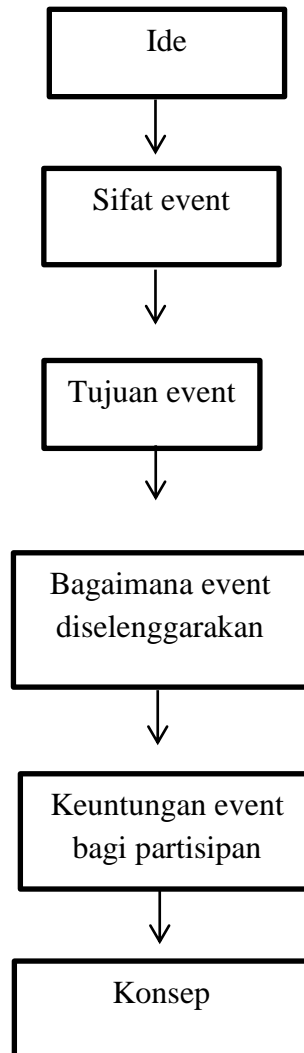 Ide
Sifat event
Tujuan event
Bagaimana event
diselenggarakan
Keuntungan event
bagi partisipan
Konsep